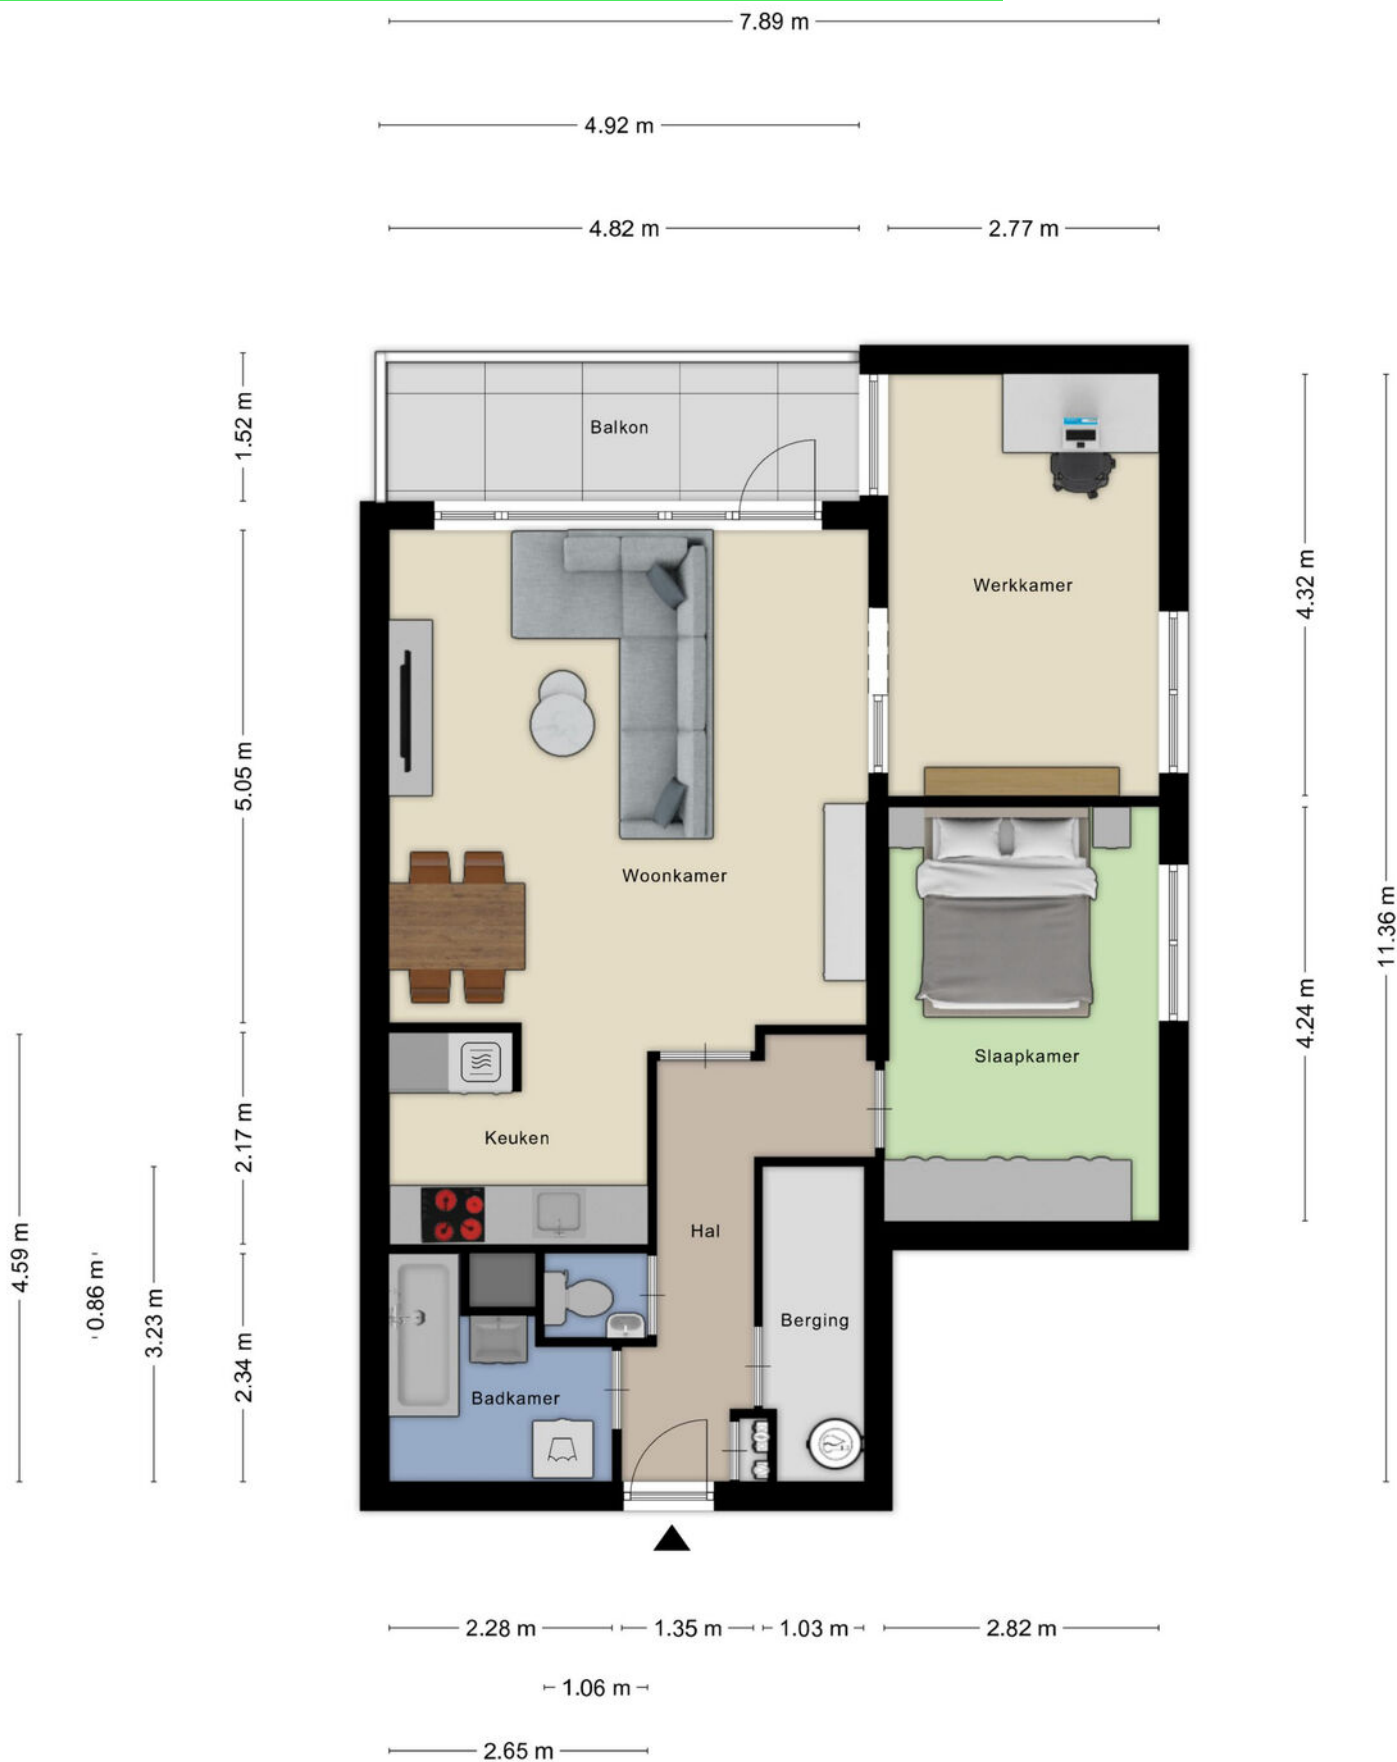 7.89 m
4.92 m
4.82 m
2.77 m
1.52 m
Balkon
4.32 m
Werkkamer
5.05 m
Woonkamer
11.36 m
4.24 m
Slaapkamer
2.17 m
Keuken
Hal
4.59 m
0.86 m
3.23 m
Berging
2.34 m
Badkamer
2.28 m
1.35 m
1.03 m
2.82 m
1.06 m
2.65 m